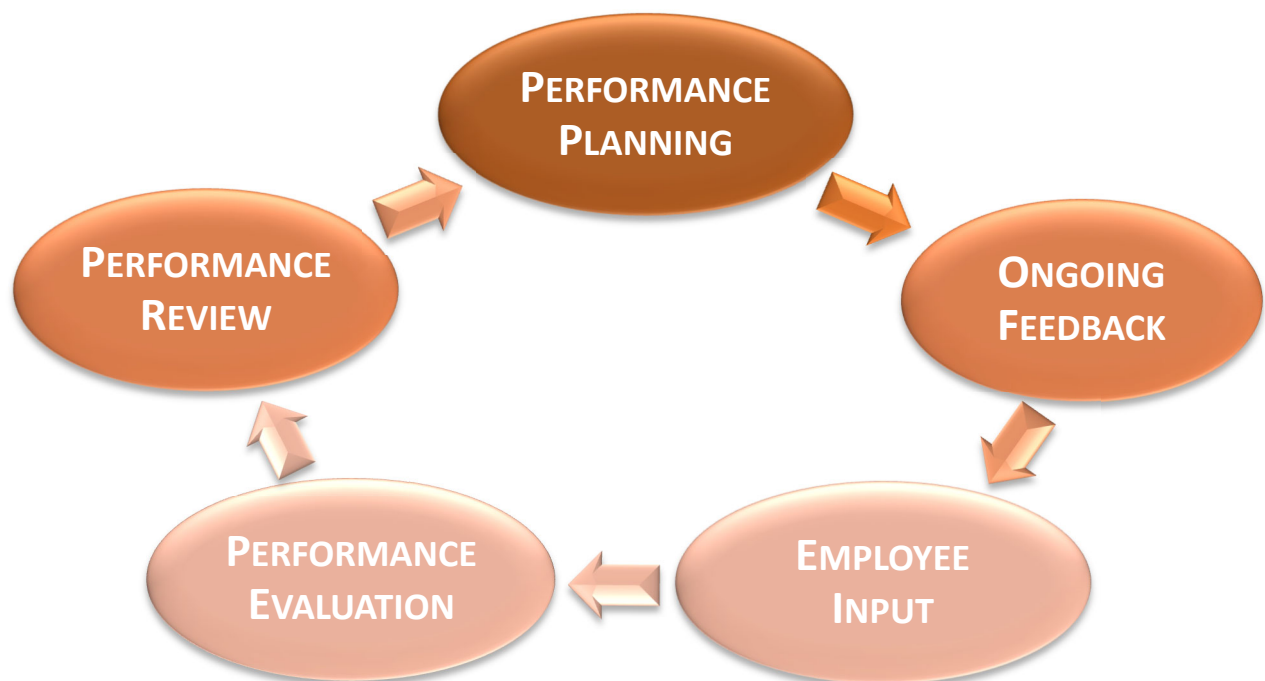 PERFORMANCE
PLANNING
ONGOING
FEEDBACK
EMPLOYEE
INPUT
PERFORMANCE
EVALUATION
PERFORMANCE
REVIEW